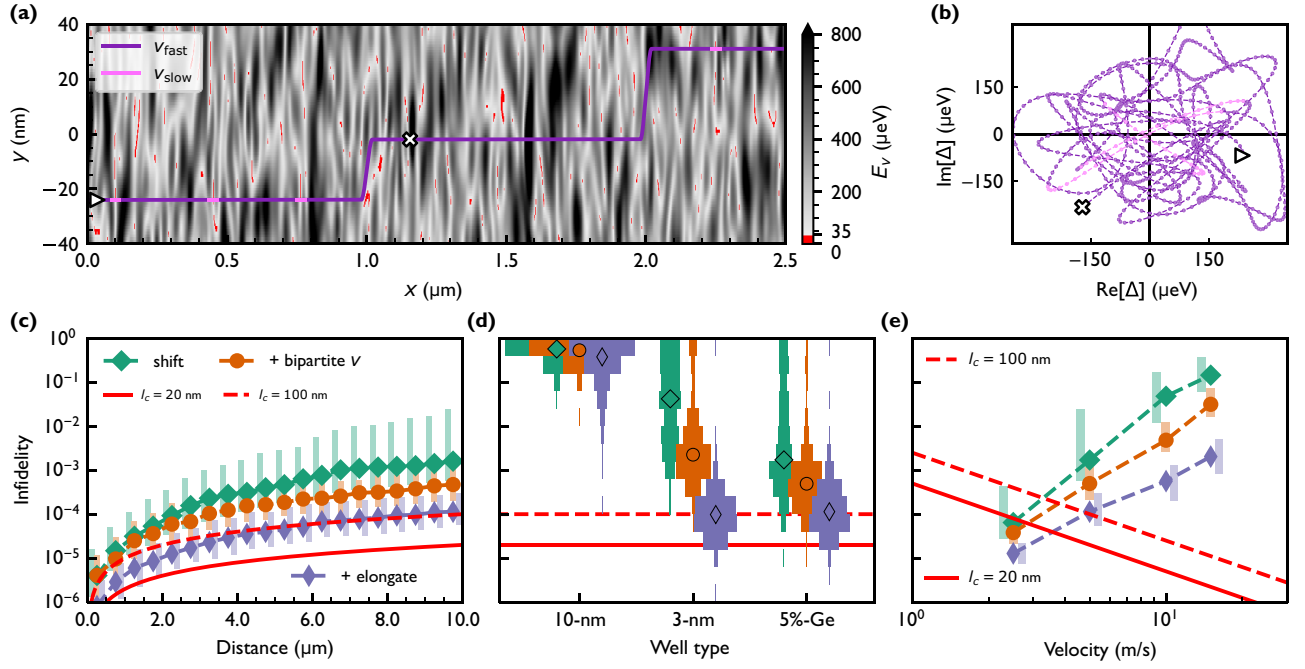 (a)
v_fast
v_slow
40
20
0
−20
−40
y (nm)
0.0
0.5
1.0
1.5
2.0
2.5
x (μm)
800
600
400
200
35
0
E_v (μeV)
(b)
150
0
−150
Im[Δ] (μeV)
−150
0
150
Re[Δ] (μeV)
(c)
shift
+ bipartite v
l_c = 20 nm
l_c = 100 nm
+ elongate
10^0
10^−1
10^−2
10^−3
10^−4
10^−5
10^−6
Infidelity
0.0
2.0
4.0
6.0
8.0
10.0
Distance (μm)
(d)
10-nm
3-nm
5%-Ge
Well type
(e)
l_c = 100 nm
l_c = 20 nm
10^0
10^1
Velocity (m/s)